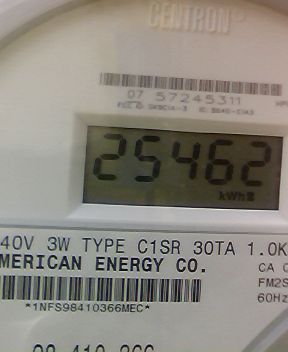 CENTRON®
07 57245311
25462
kWh
40V 3W TYPE C1SR 30TA 1.0K
MERICAN ENERGY CO.
CA 0
FM2S
60Hz
*1NFS98410366MEC*